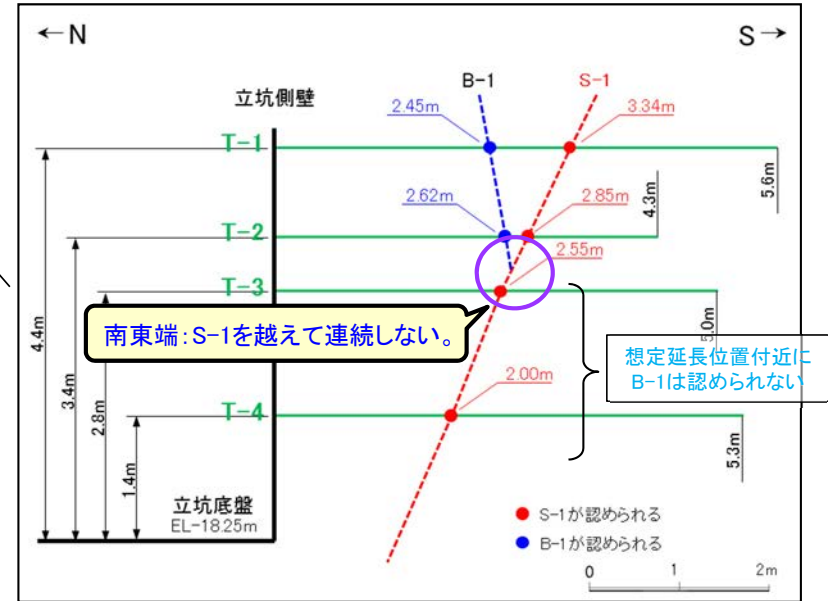 ←N
S→
B-1
S-1
立坑側壁
2.45m
3.34m
T-1
5.6m
2.62m
2.85m
4.3m
T-2
2.55m
T-3
5.0m
南東端:S-1を越えて連続しない。
想定延長位置付近に
B-1は認められない
4.4m
3.4m
2.8m
2.00m
T-4
5.3m
1.4m
立坑底盤
EL-18.25m
S-1が認められる
B-1が認められる
0 1 2m